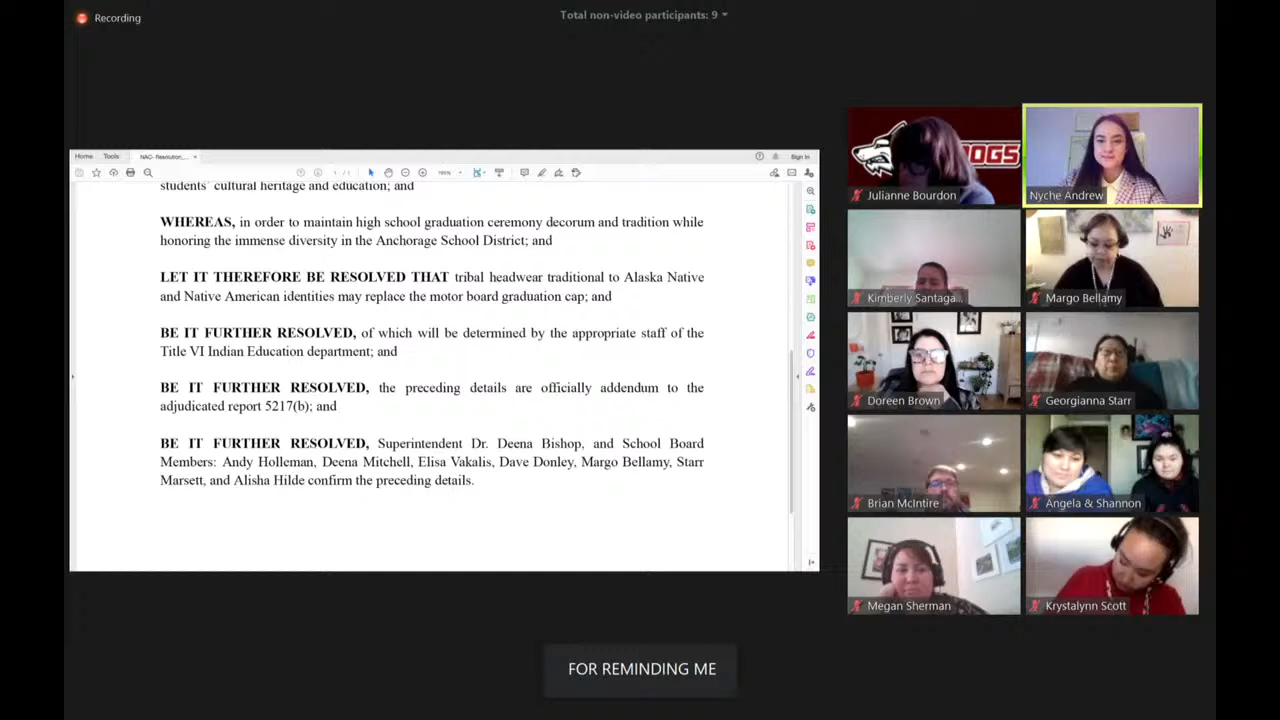 Recording
Total non-video participants: 9
Home Tools NAC- Resolution_... × Sign In
students' cultural heritage and education; and
WHEREAS, in order to maintain high school graduation ceremony decorum and tradition while
honoring the immense diversity in the Anchorage School District; and
LET IT THEREFORE BE RESOLVED THAT tribal headwear traditional to Alaska Native
and Native American identities may replace the motor board graduation cap; and
BE IT FURTHER RESOLVED, of which will be determined by the appropriate staff of the
Title VI Indian Education department; and
BE IT FURTHER RESOLVED, the preceding details are officially addendum to the
adjudicated report 5217(b); and
BE IT FURTHER RESOLVED, Superintendent Dr. Deena Bishop, and School Board
Members: Andy Holleman, Deena Mitchell, Elisa Vakalis, Dave Donley, Margo Bellamy, Starr
Marsett, and Alisha Hilde confirm the preceding details.
OGS
Julianne Bourdon
Nyche Andrew
Kimberly Santaga...
Margo Bellamy
Doreen Brown
Georgianna Starr
Brian McIntire
Angela & Shannon
Megan Sherman
Krystalynn Scott
FOR REMINDING ME